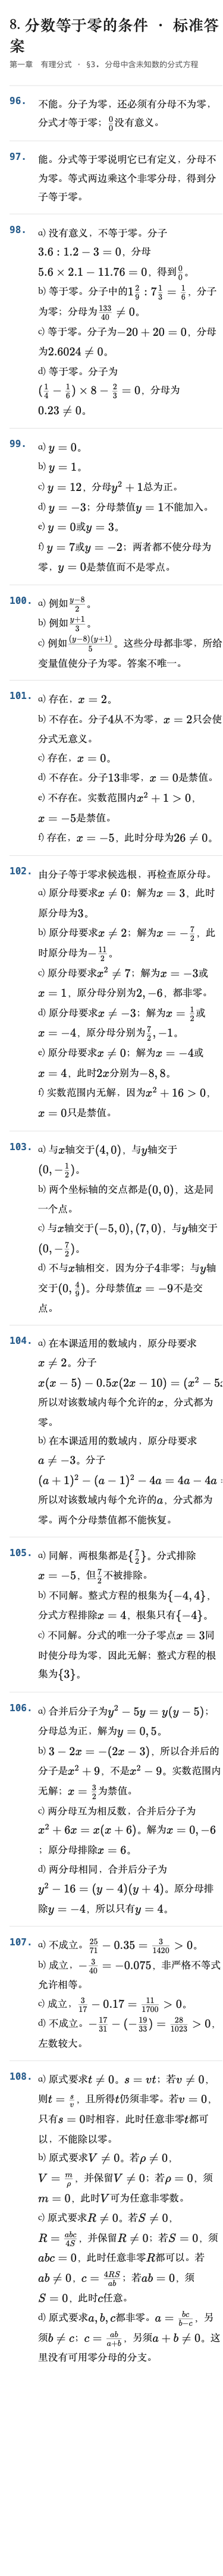 8. 分数等于零的条件 · 标准答
案
第一章 有理分式 · §3. 分母中含未知数的分式方程
96. 不能。分子为零，还必须有分母不为零，
分式才等于零；0/0没有意义。
97. 能。分式等于零说明它已有定义，分母不
为零。等式两边乘这个非零分母，得到分
子等于零。
98. a) 没有意义，不等于零。分子
3.6 : 1.2 − 3 = 0，分母
5.6 × 2.1 − 11.76 = 0，得到0/0。
b) 等于零。分子中的1 2/9 : 7 1/3 = 1/6，分子
为零；分母为133/40 ≠ 0。
c) 等于零。分子为−20 + 20 = 0，分母
为2.6024 ≠ 0。
d) 等于零。分子为
(1/4 − 1/6) × 8 − 2/3 = 0，分母为
0.23 ≠ 0。
99. a) y = 0。
b) y = 1。
c) y = 12，分母y² + 1总为正。
d) y = −3；分母禁值y = 1不能加入。
e) y = 0或y = 3。
f) y = 7或y = −2；两者都不使分母为
零，y = 0是禁值而不是零点。
100. a) 例如(y−8)/2。
b) 例如(y+1)/3。
c) 例如(y−8)(y+1)/5。这些分母都非零，所给
变量值使分子为零。答案不唯一。
101. a) 存在，x = 2。
b) 不存在。分子4从不为零，x = 2只会使
分式无意义。
c) 存在，x = 0。
d) 不存在。分子13非零，x = 0是禁值。
e) 不存在。实数范围内x² + 1 > 0，
x = −5是禁值。
f) 存在，x = −5，此时分母为26 ≠ 0。
102. 由分子等于零求候选根，再检查原分母。
a) 原分母要求x ≠ 0；解为x = 3，此时
原分母为3。
b) 原分母要求x ≠ 2；解为x = −7/2，此
时原分母为−11/2。
c) 原分母要求x² ≠ 7；解为x = −3或
x = 1，原分母分别为2, −6，都非零。
d) 原分母要求x ≠ −3；解为x = 1/2或
x = −4，原分母分别为7/2, −1。
e) 原分母要求x ≠ 0；解为x = −4或
x = 4，此时2x分别为−8, 8。
f) 实数范围内无解，因为x² + 16 > 0，
x = 0只是禁值。
103. a) 与x轴交于(4, 0)，与y轴交于
(0, −1/2)。
b) 两个坐标轴的交点都是(0, 0)，这是同
一个点。
c) 与x轴交于(−5, 0), (7, 0)，与y轴交于
(0, −7/2)。
d) 不与x轴相交，因为分子4非零；与y轴
交于(0, 4/9)。分母禁值x = −9不是交
点。
104. a) 在本课适用的数域内，原分母要求
x ≠ 2。分子
x(x − 5) − 0.5x(2x − 10) = (x² − 5
所以对该数域内每个允许的x，分式都为
零。
b) 在本课适用的数域内，原分母要求
a ≠ −3。分子
(a + 1)² − (a − 1)² − 4a = 4a − 4a =
所以对该数域内每个允许的a，分式都为
零。两个分母禁值都不能恢复。
105. a) 同解，两根集都是{7/2}。分式排除
x = −5，但7/2不被排除。
b) 不同解。整式方程的根集为{−4, 4}，
分式方程排除x = 4，根集只有{−4}。
c) 不同解。分式的唯一分子零点x = 3同
时使分母为零，因此无解；整式方程的根
集为{3}。
106. a) 合并后分子为y² − 5y = y(y − 5)；
分母总为正，解为y = 0, 5。
b) 3 − 2x = −(2x − 3)，所以合并后的
分子是x² + 9，不是x² − 9。实数范围内
无解；x = 3/2为禁值。
c) 两分母互为相反数，合并后分子为
x² + 6x = x(x + 6)。解为x = 0, −6
；原分母排除x = 6。
d) 两分母相同，合并后分子为
y² − 16 = (y − 4)(y + 4)。原分母排
除y = −4，所以只有y = 4。
107. a) 不成立。25/71 − 0.35 = 3/1420 > 0。
b) 成立，−3/40 = −0.075，非严格不等式
允许相等。
c) 成立，3/17 − 0.17 = 11/1700 > 0。
d) 不成立。−17/31 − (−19/33) = 28/1023 > 0，
左数较大。
108. a) 原式要求t ≠ 0。s = vt；若v ≠ 0，
则t = s/v，且所得t仍须非零。若v = 0，
只有s = 0时相容，此时任意非零t都可
以，不能除以零。
b) 原式要求V ≠ 0。若ρ ≠ 0，
V = m/ρ，并保留V ≠ 0；若ρ = 0，须
m = 0，此时V可为任意非零数。
c) 原式要求R ≠ 0。若S ≠ 0，
R = abc/4S，并保留R ≠ 0；若S = 0，须
abc = 0，此时任意非零R都可以。若
ab ≠ 0，c = 4RS/ab；若ab = 0，须
S = 0，此时c任意。
d) 原式要求a, b, c都非零。a = bc/(b−c)，另
须b ≠ c；c = ab/(a+b)，另须a + b ≠ 0。这
里没有可用零分母的分支。